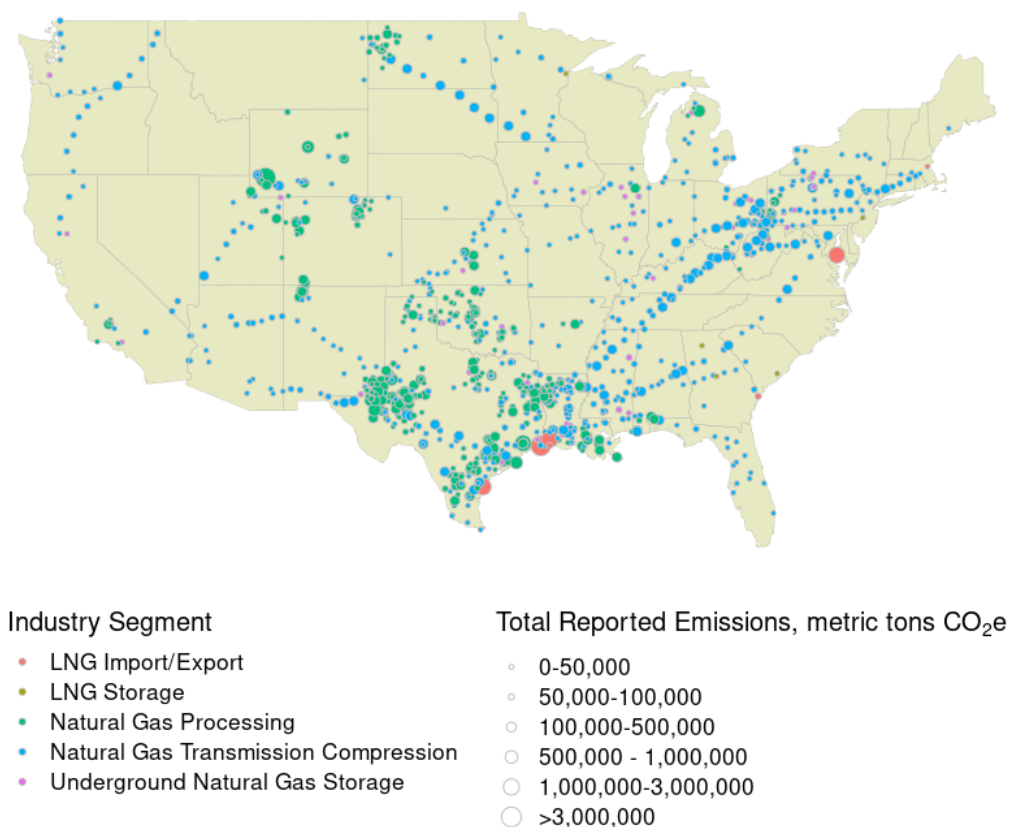 Industry Segment
LNG Import/Export
LNG Storage
Natural Gas Processing
Natural Gas Transmission Compression
Underground Natural Gas Storage
Total Reported Emissions, metric tons CO₂e
0-50,000
50,000-100,000
100,000-500,000
500,000 - 1,000,000
1,000,000-3,000,000
>3,000,000